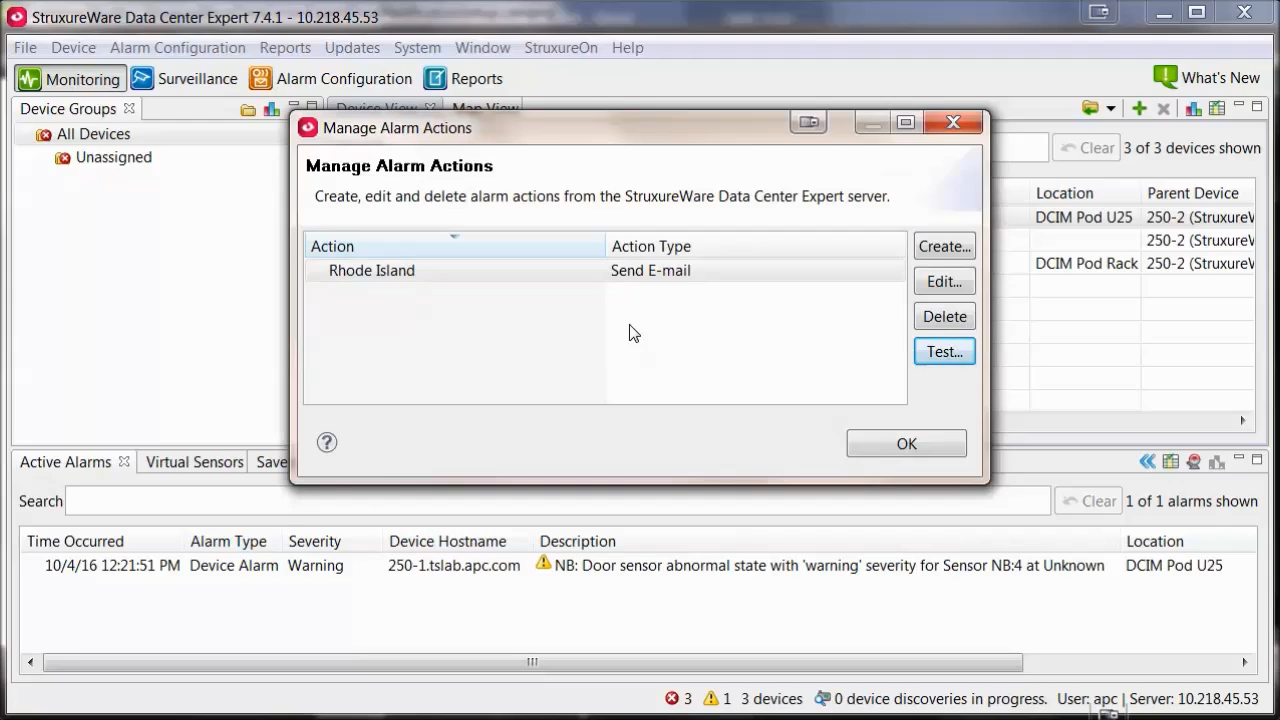 StruxureWare Data Center Expert 7.4.1 - 10.218.45.53
File Device Alarm Configuration Reports Updates System Window StruxureOn Help
Monitoring Surveillance Alarm Configuration Reports What's New
Device Groups Device View Map View
All Devices
Unassigned
Clear 3 of 3 devices shown
Location Parent Device
DCIM Pod U25 250-2 (StruxureW
250-2 (StruxureW
DCIM Pod Rack 250-2 (StruxureW
Manage Alarm Actions
Manage Alarm Actions
Create, edit and delete alarm actions from the StruxureWare Data Center Expert server.
Action Action Type Create...
Rhode Island Send E-mail
Edit...
Delete
Test...
? OK
Active Alarms Virtual Sensors Save
Search Clear 1 of 1 alarms shown
Time Occurred Alarm Type Severity Device Hostname Description Location
10/4/16 12:21:51 PM Device Alarm Warning 250-1.tslab.apc.com NB: Door sensor abnormal state with 'warning' severity for Sensor NB:4 at Unknown DCIM Pod U25
3 1 3 devices 0 device discoveries in progress. User: apc | Server: 10.218.45.53